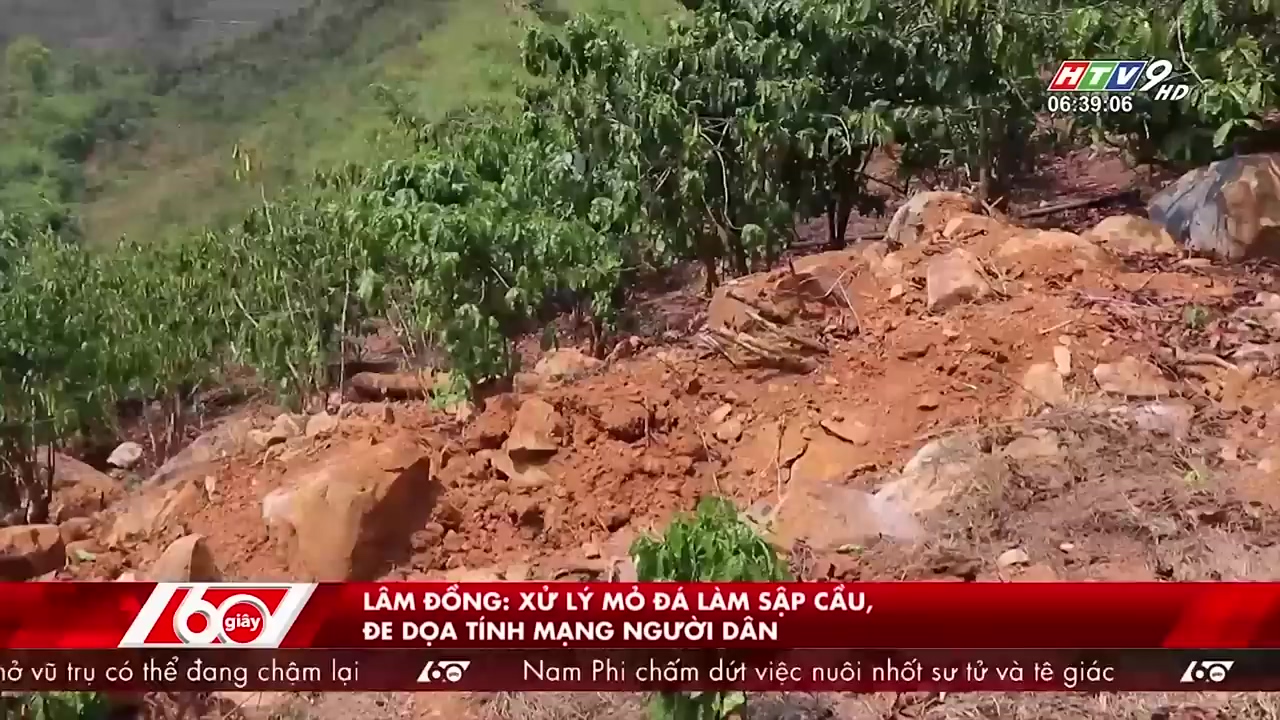 HTV9 HD
06:39:06
60 giây
LÂM ĐỒNG: XỬ LÝ MỎ ĐÁ LÀM SẬP CẦU,
ĐE DỌA TÍNH MẠNG NGƯỜI DÂN
vũ trụ có thể đang chậm lại 60 Nam Phi chấm dứt việc nuôi nhốt sư tử và tê giác 60